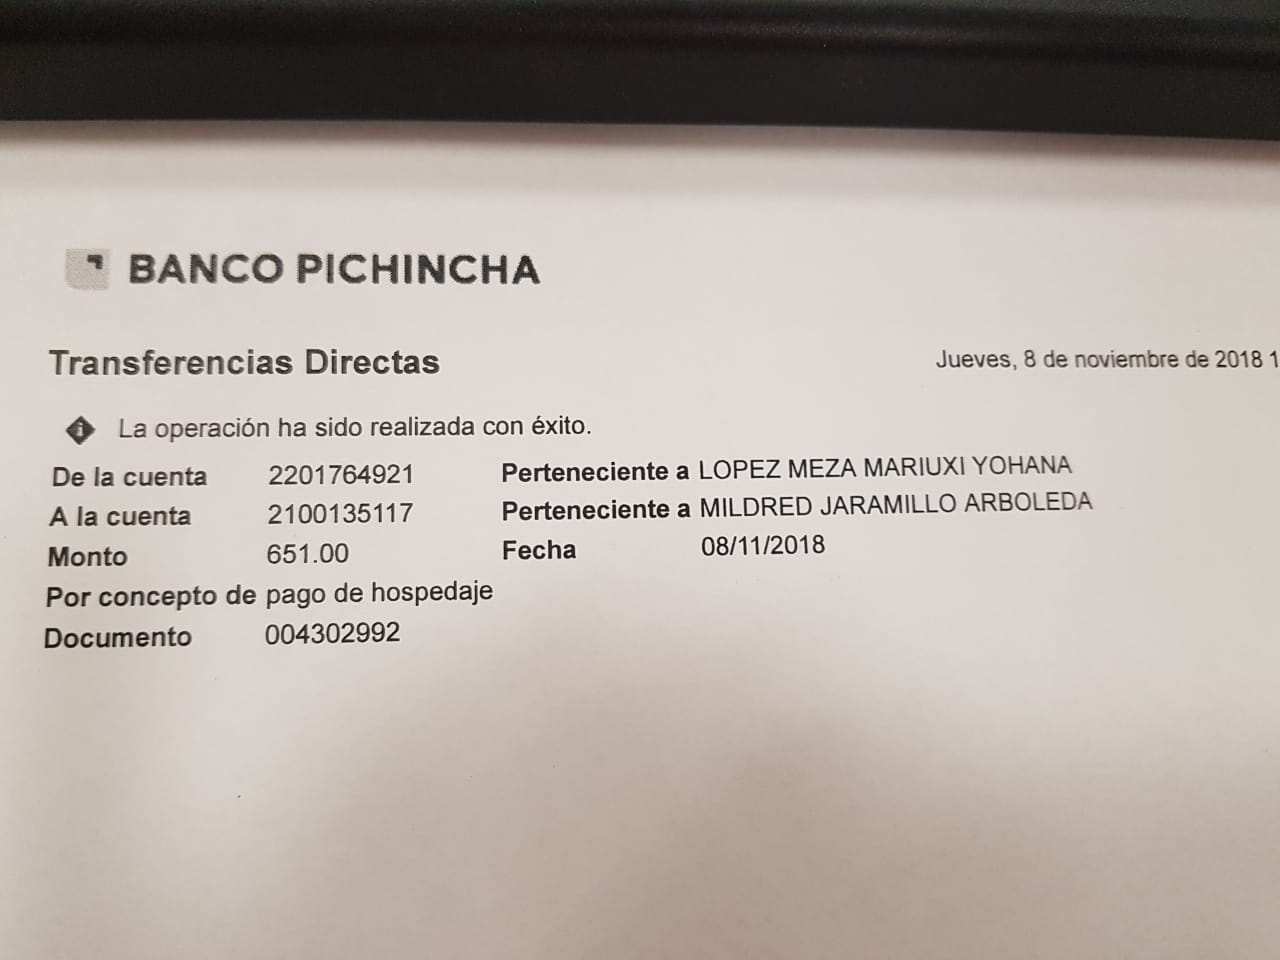 BANCO PICHINCHA
Transferencias Directas Jueves, 8 de noviembre de 2018 1
La operación ha sido realizada con éxito.
De la cuenta 2201764921 Perteneciente a LOPEZ MEZA MARIUXI YOHANA
A la cuenta 2100135117 Perteneciente a MILDRED JARAMILLO ARBOLEDA
Monto 651.00 Fecha 08/11/2018
Por concepto de pago de hospedaje
Documento 004302992